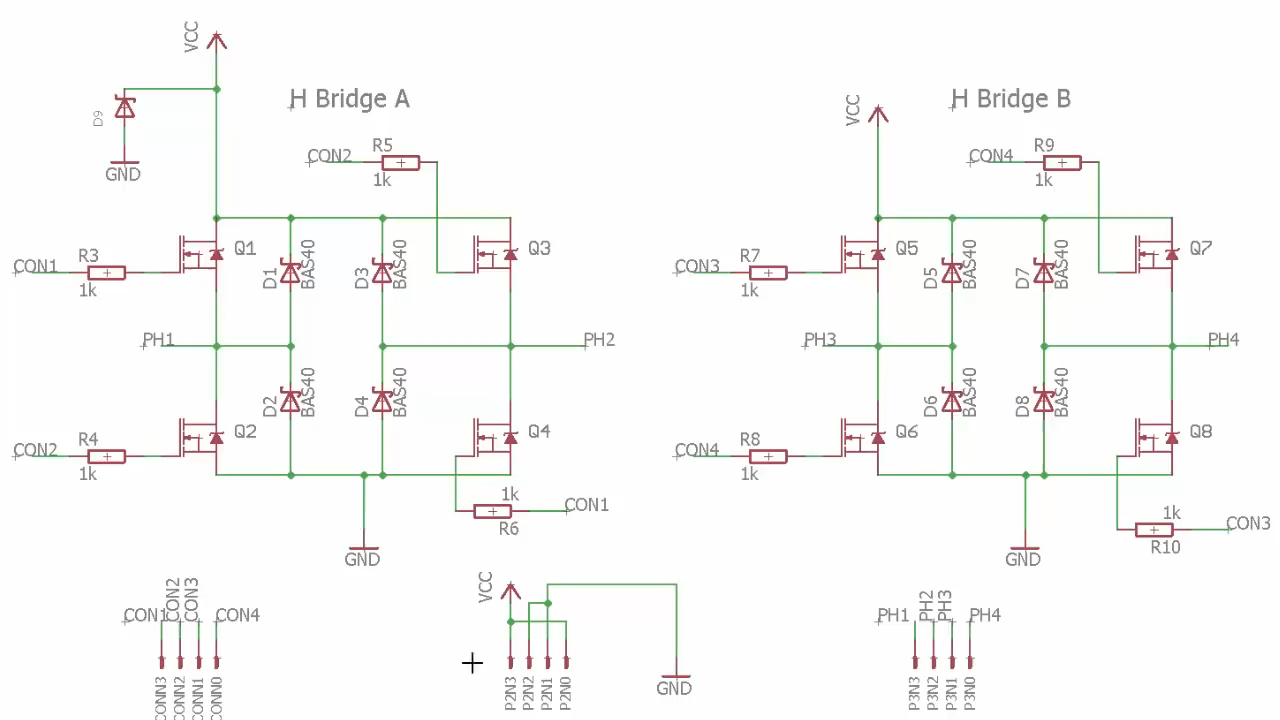 VCC
H Bridge A
H Bridge B
D9
VCC
GND
CON2
R5
1k
CON4
R9
1k
CON1
R3
1k
Q1
D1
BAS40
D3
BAS40
Q3
CON3
R7
1k
Q5
D5
BAS40
D7
BAS40
Q7
PH1
PH2
PH3
PH4
CON2
R4
1k
Q2
D2
BAS40
D4
BAS40
Q4
CON4
R8
1k
Q6
D6
BAS40
D8
BAS40
Q8
1k
R6
CON1
1k
R10
CON3
GND
GND
CON1
CON2
CON3
CON4
VCC
PH1
PH2
PH3
PH4
CONN3
CONN2
CONN1
CONN0
P2N3
P2N2
P2N1
P2N0
GND
P3N3
P3N2
P3N1
P3N0